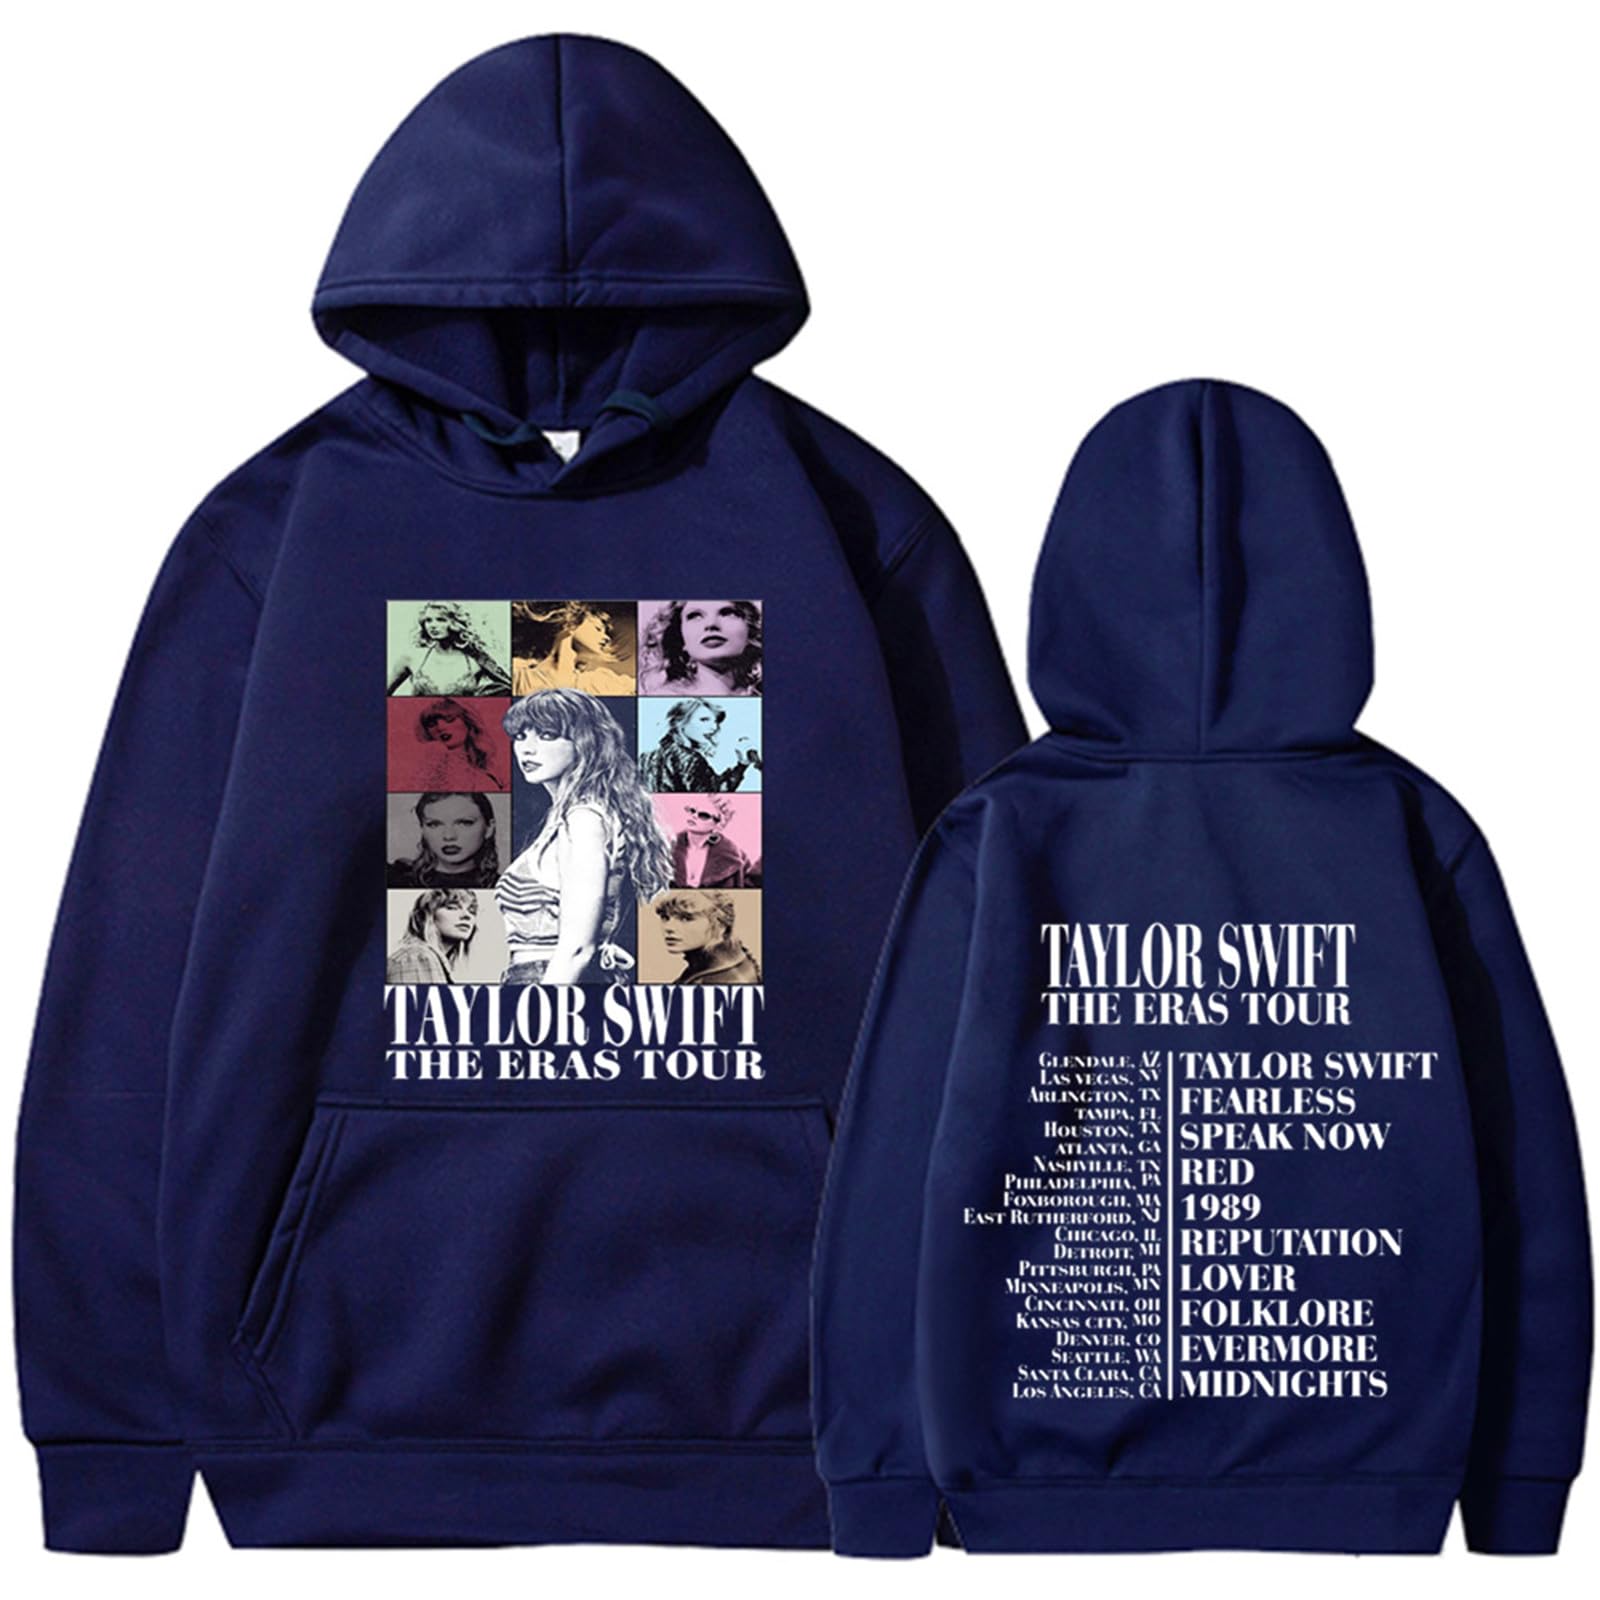 TAYLOR SWIFT
THE ERAS TOUR
TAYLOR SWIFT
THE ERAS TOUR
GLENDALE, AZ
LAS VEGAS, NV
ARLINGTON, TX
TAMPA, FL
HOUSTON, TX
ATLANTA, GA
NASHVILLE, TN
PHILADELPHIA, PA
FOXBOROUGH, MA
EAST RUTHERFORD, NJ
CHICAGO, IL
DETROIT, MI
PITTSBURGH, PA
MINNEAPOLIS, MN
CINCINNATI, OH
KANSAS CITY, MO
DENVER, CO
SEATTLE, WA
SANTA CLARA, CA
LOS ANGELES, CA
TAYLOR SWIFT
FEARLESS
SPEAK NOW
RED
1989
REPUTATION
LOVER
FOLKLORE
EVERMORE
MIDNIGHTS